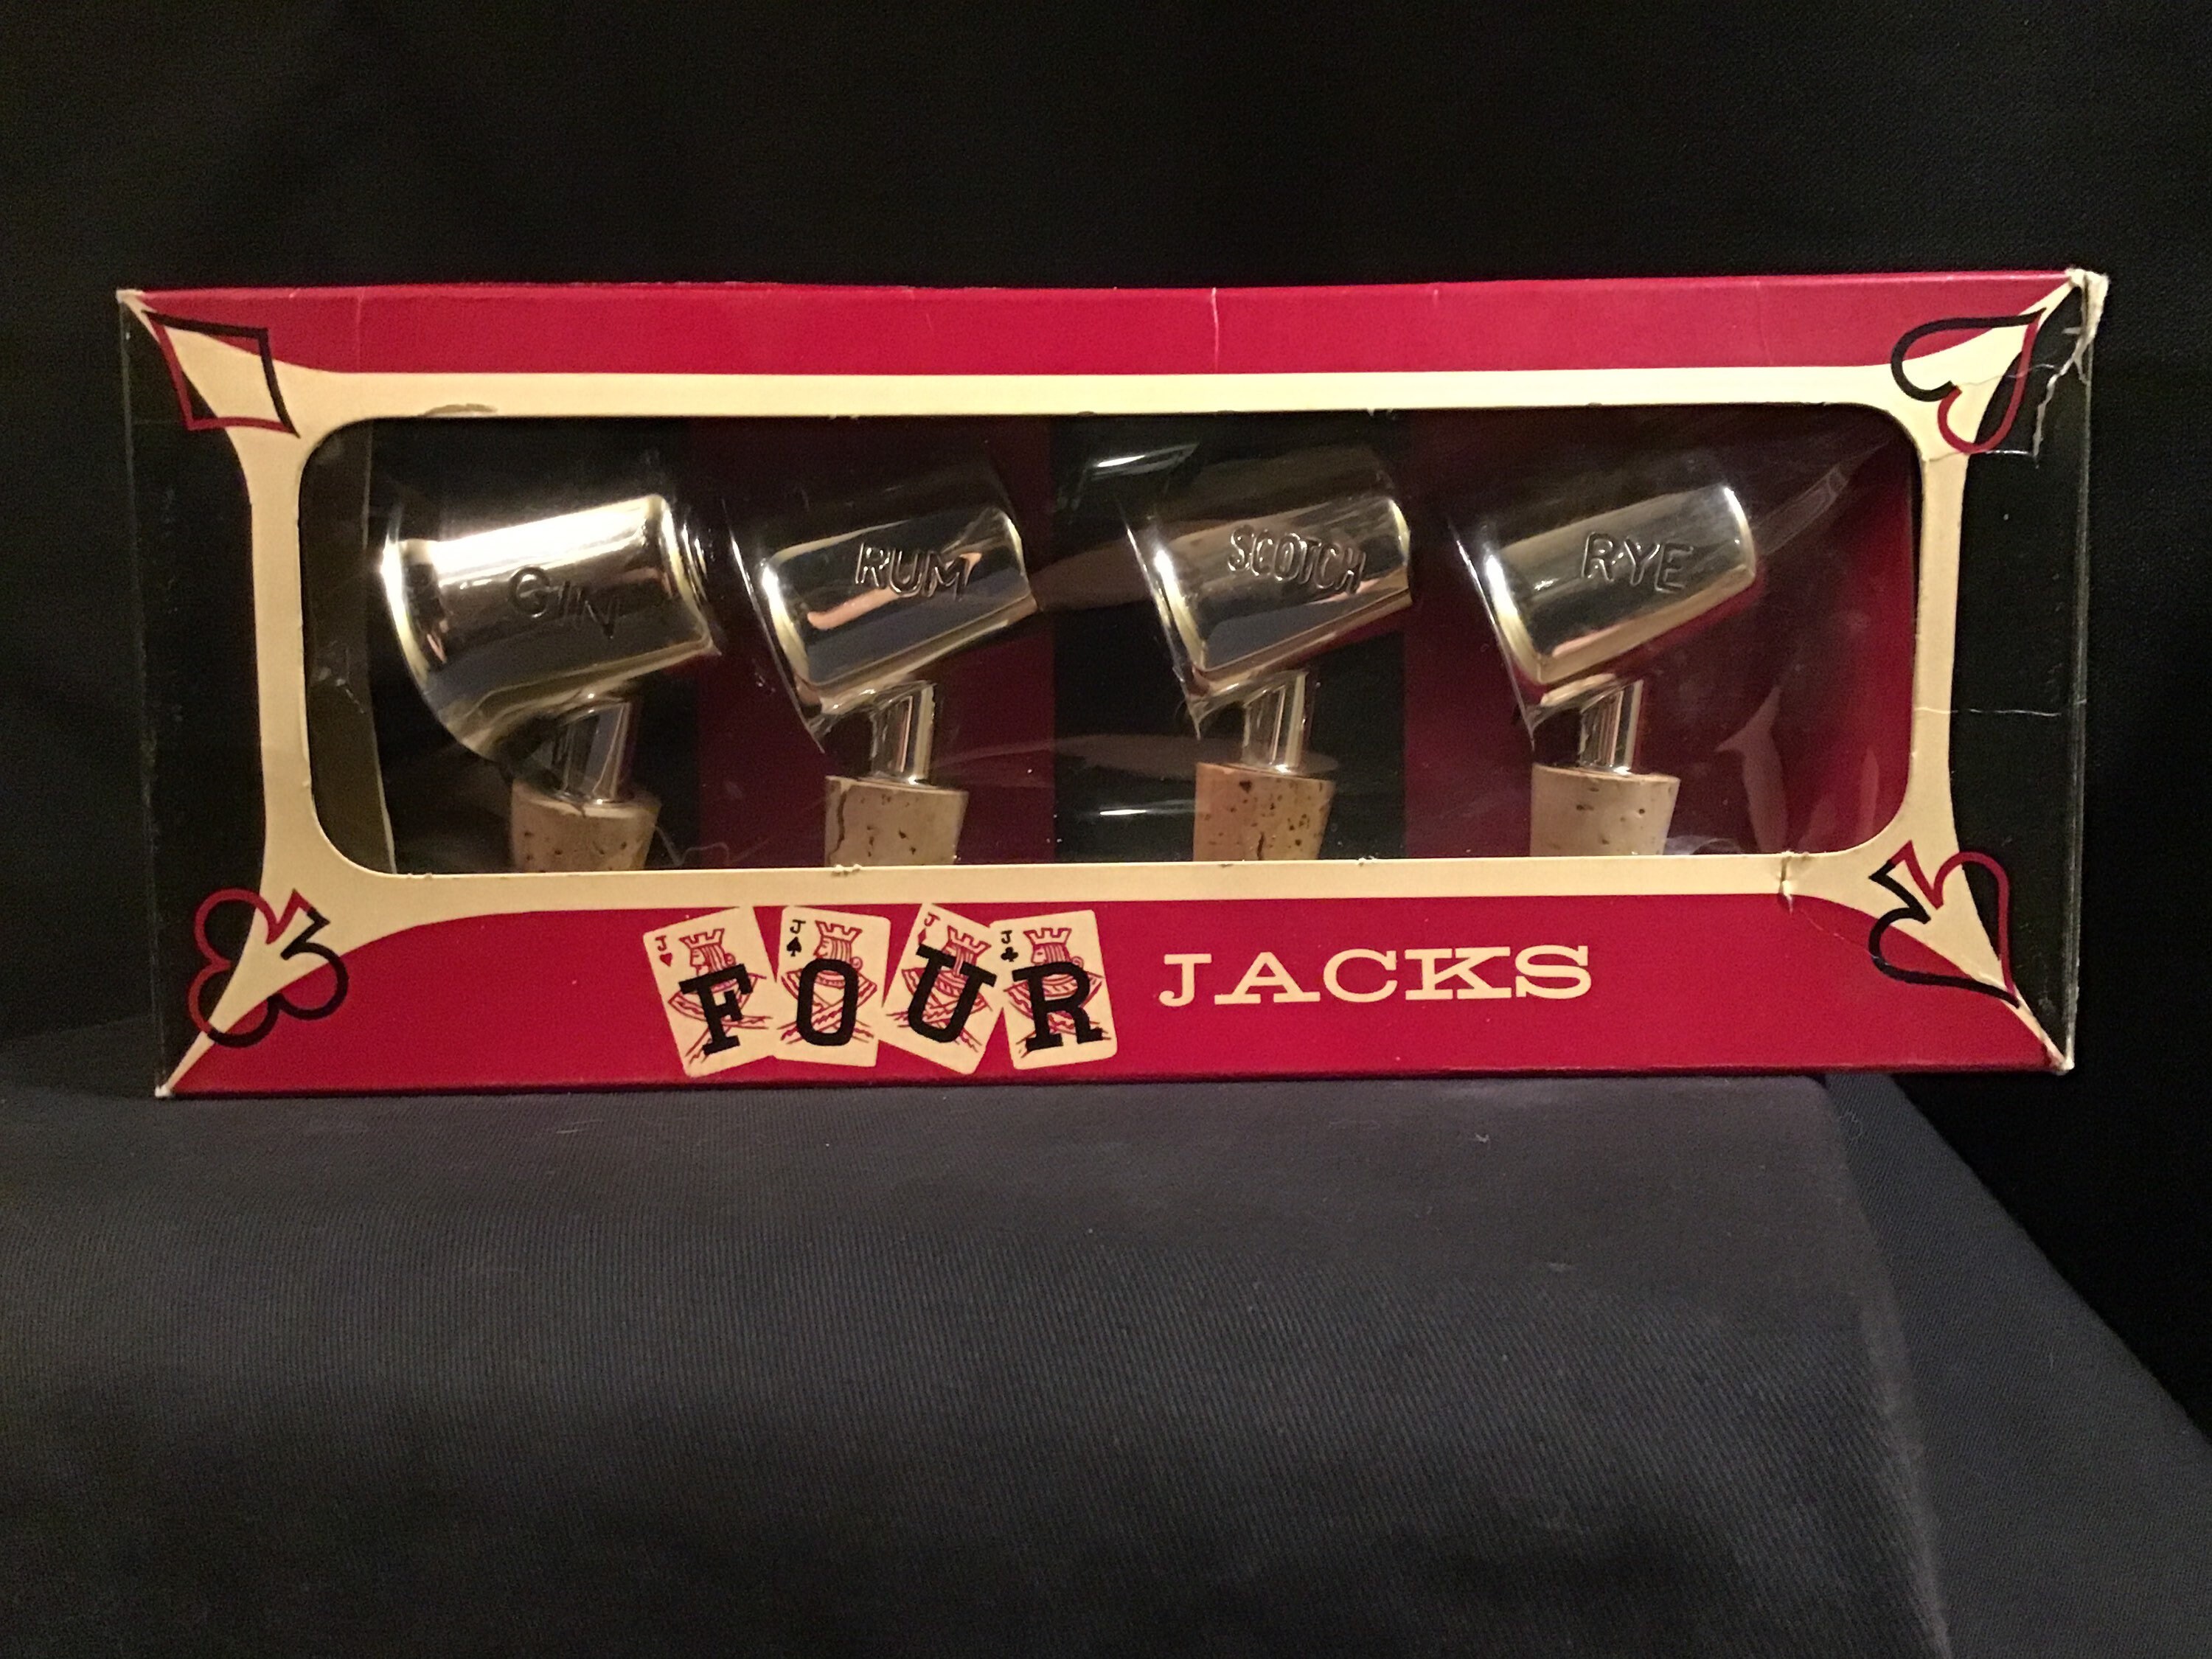 GIN
RUM
SCOTCH
RYE
J J J J
FOUR JACKS